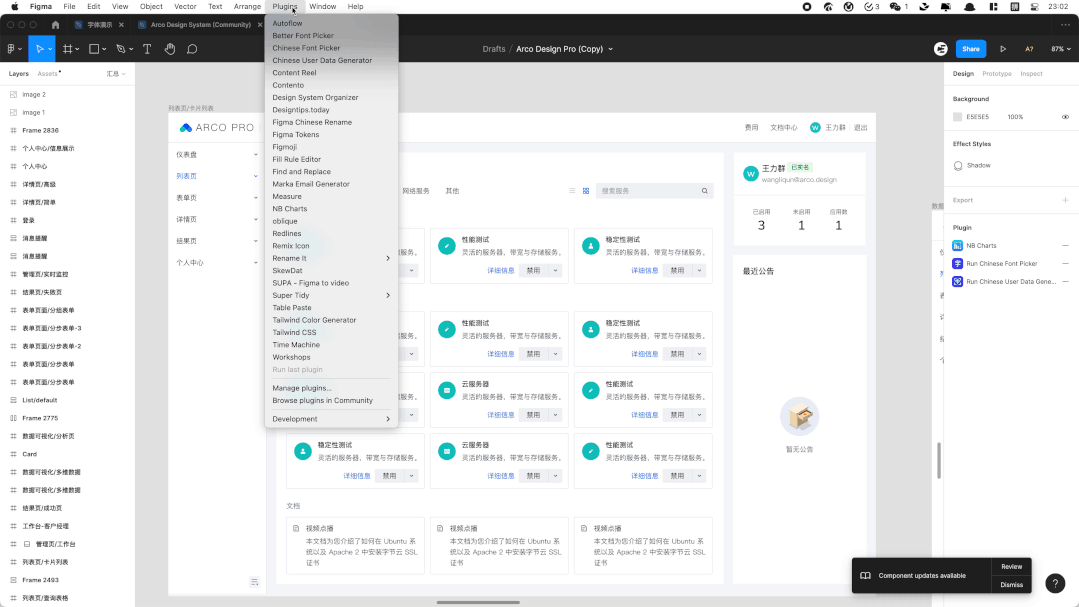 Figma File Edit View Object Vector Text Arrange Plugins Window Help
3
1
23:02
字体演示
Arco Design System (Community)
Drafts / Arco Design Pro (Copy)
Share
A?
87%
Layers
Assets
汇总
image 2
image 1
Frame 2836
个人中心/信息展示
个人中心
详情页/高级
详情页/简单
登录
消息提醒
消息提醒
管理页/实时监控
结果页/失败页
表单页面/分组表单
表单页面/分步表单-3
表单页面/分步表单-2
表单页面/分步表单
表单页面/分步表单
List/default
Frame 2775
数据可视化/分析页
Card
数据可视化/多维数据
数据可视化/多维数据
结果页/成功页
工作台-客户经理
管理页/工作台
列表页/卡片列表
Frame 2493
列表页/查询表格
Autoflow
Better Font Picker
Chinese Font Picker
Chinese User Data Generator
Content Reel
Contento
Design System Organizer
Designtips.today
Figma Chinese Rename
Figma Tokens
Figmoji
Fill Rule Editor
Find and Replace
Marka Email Generator
Measure
NB Charts
oblique
Redlines
Remix Icon
Rename It
SkewDat
SUPA - Figma to video
Super Tidy
Table Paste
Tailwind Color Generator
Tailwind CSS
Time Machine
Workshops
Run last plugin
Manage plugins...
Browse plugins in Community
Development
列表页/卡片列表
ARCO PRO
费用 文档中心 W 王力群 退出
仪表盘
列表页
表单页
详情页
结果页
个人中心
网络服务 其他
搜索服务
性能测试
灵活的服务器，带宽与存储服务。
详细信息 禁用
稳定性测试
灵活的服务器，带宽与存储服务。
详细信息 禁用
性能测试
灵活的服务器，带宽与存储服务。
详细信息 禁用
性能测试
灵活的服务器，带宽与存储服务。
详细信息 禁用
云服务器
灵活的服务器，带宽与存储服务。
详细信息 禁用
性能测试
灵活的服务器，带宽与存储服务。
详细信息 禁用
稳定性测试
灵活的服务器，带宽与存储服务。
详细信息 禁用
云服务器
灵活的服务器，带宽与存储服务。
详细信息 禁用
性能测试
灵活的服务器，带宽与存储服务。
详细信息 禁用
文档
视频点播
本文档为您介绍了如何在 Ubuntu 系
统以及 Apache 2 中安装字节云 SSL
证书
视频点播
本文档为您介绍了如何在 Ubuntu 系
统以及 Apache 2 中安装字节云 SSL
证书
视频点播
本文档为您介绍了如何在 Ubuntu 系
统以及 Apache 2 中安装字节云 SSL
证书
W
王力群 已实名
wangliqun@arco.design
已启用 未启用 应用数
3 1 1
最近公告
暂无公告
Design Prototype Inspect
Background
E5E5E5 100%
Effect Styles
Shadow
Export
Plugin
NB Charts
Run Chinese Font Picker
Run Chinese User Data Gene...
Component updates available
Review
Dismiss
?